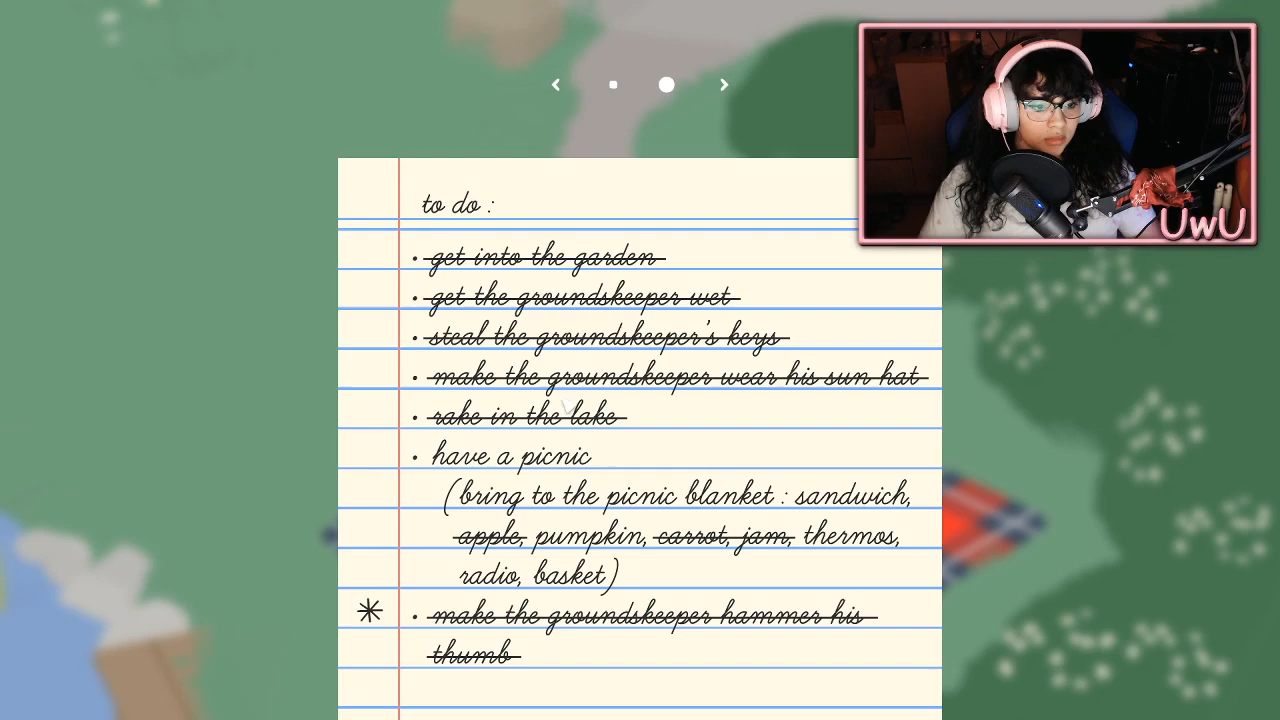 to do :
• get into the garden
• get the groundskeeper wet
• steal the groundskeeper's keys
• make the groundskeeper wear his sun hat
• rake in the lake
• have a picnic
(bring to the picnic blanket : sandwich,
apple, pumpkin, carrot, jam, thermos,
radio, basket)
• make the groundskeeper hammer his
thumb
UwU